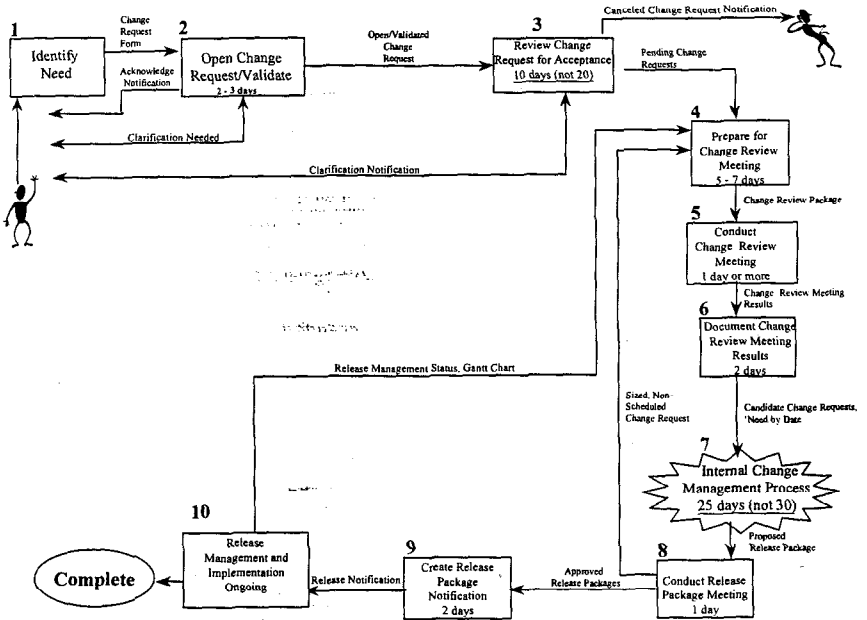 1
Identify
Need
Change
Request
Form
Acknowledge
Notification
2
Open Change
Request/Validate
2 - 3 days
Open/Validated
Change
Request
3
Review Change
Request for Acceptance
10 days (not 20)
Canceled Change Request Notification
Pending Change
Requests
Clarification Needed
Clarification Notification
4
Prepare for
Change Review
Meeting
5 - 7 days
Change Review Package
5
Conduct
Change Review
Meeting
1 day or more
Change Review Meeting
Results
6
Document Change
Review Meeting
Results
2 days
Release Management Status, Gantt Chart
Sized, Non-
Scheduled
Change Request
Candidate Change Requests,
'Need by Date
7
Internal Change
Management Process
25 days (not 30)
Proposed
Release Package
8
Conduct Release
Package Meeting
1 day
Approved
Release Packages
9
Create Release
Package
Notification
2 days
Release Notification
10
Release
Management and
Implementation
Ongoing
Complete